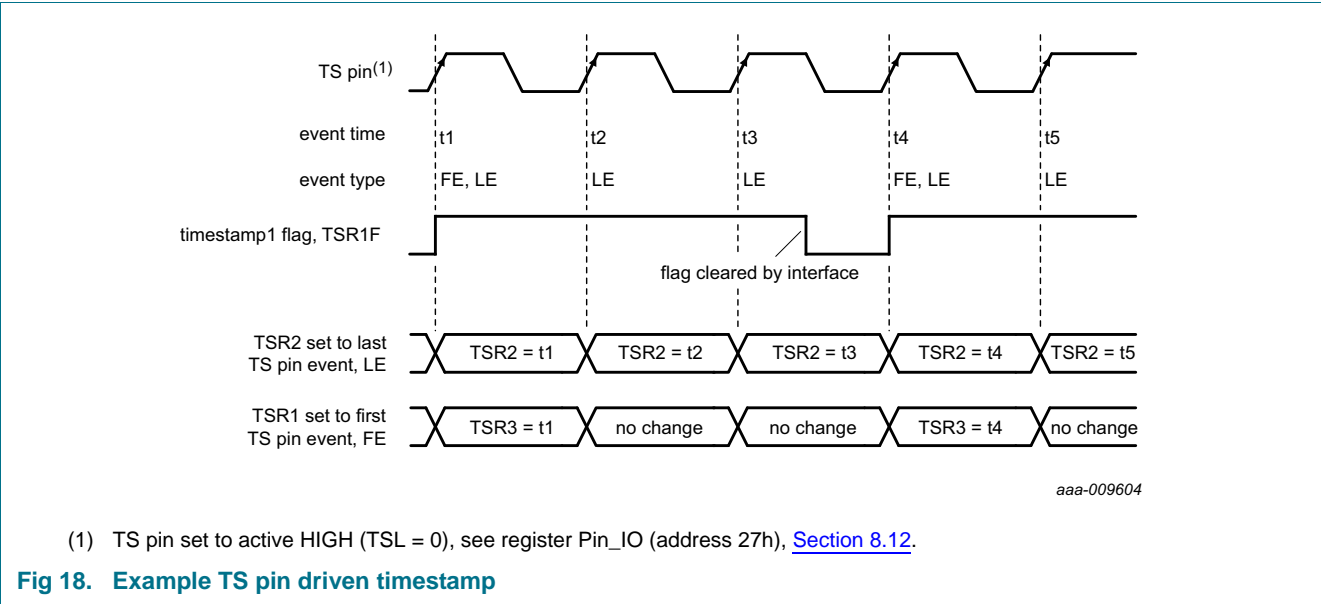 TS pin(1)
event time
t1 t2 t3 t4 t5
event type
FE, LE LE LE FE, LE LE
timestamp1 flag, TSR1F
flag cleared by interface
TSR2 set to last
TS pin event, LE
TSR2 = t1 TSR2 = t2 TSR2 = t3 TSR2 = t4 TSR2 = t5
TSR1 set to first
TS pin event, FE
TSR3 = t1 no change no change TSR3 = t4 no change
aaa-009604
(1) TS pin set to active HIGH (TSL = 0), see register Pin_IO (address 27h), Section 8.12.
Fig 18. Example TS pin driven timestamp